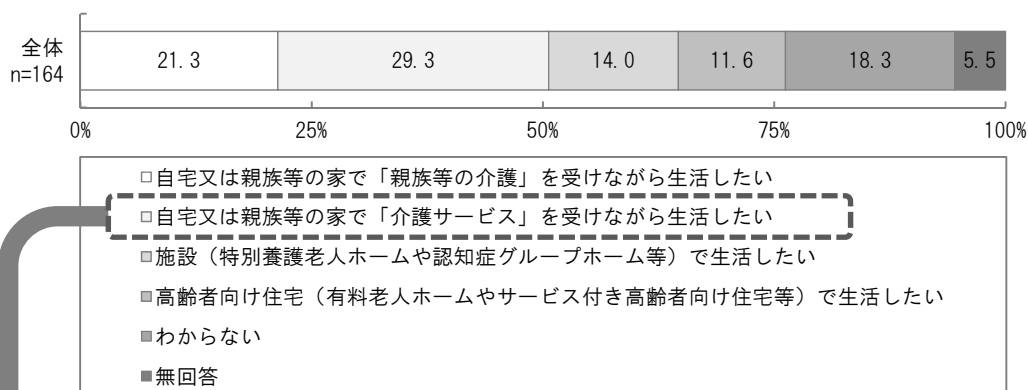 全体
n=164
21.3 29.3 14.0 11.6 18.3 5.5
0% 25% 50% 75% 100%
□自宅又は親族等の家で「親族等の介護」を受けながら生活したい
□自宅又は親族等の家で「介護サービス」を受けながら生活したい
■施設（特別養護老人ホームや認知症グループホーム等）で生活したい
■高齢者向け住宅（有料老人ホームやサービス付き高齢者向け住宅等）で生活したい
■わからない
■無回答